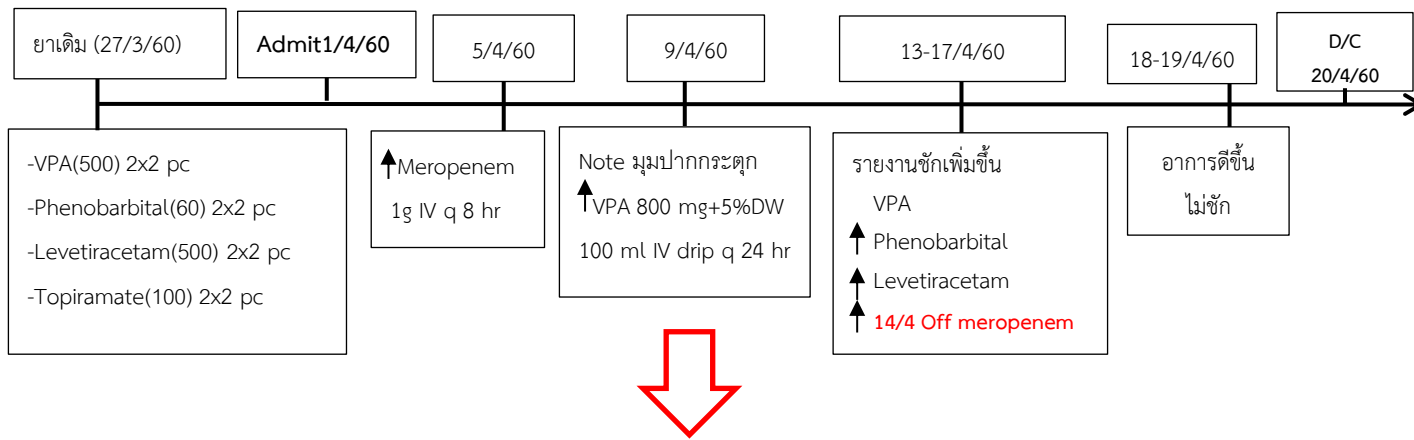 ยาเดิม (27/3/60)
Admit1/4/60
5/4/60
9/4/60
13-17/4/60
18-19/4/60
D/C
20/4/60
-VPA(500) 2x2 pc
-Phenobarbital(60) 2x2 pc
-Levetiracetam(500) 2x2 pc
-Topiramate(100) 2x2 pc
Meropenem
1g IV q 8 hr
Note มุมปากกระตุก
VPA 800 mg+5%DW
100 ml IV drip q 24 hr
รายงานชักเพิ่มขึ้น
VPA
Phenobarbital
Levetiracetam
14/4 Off meropenem
อาการดีขึ้น
ไม่ชัก